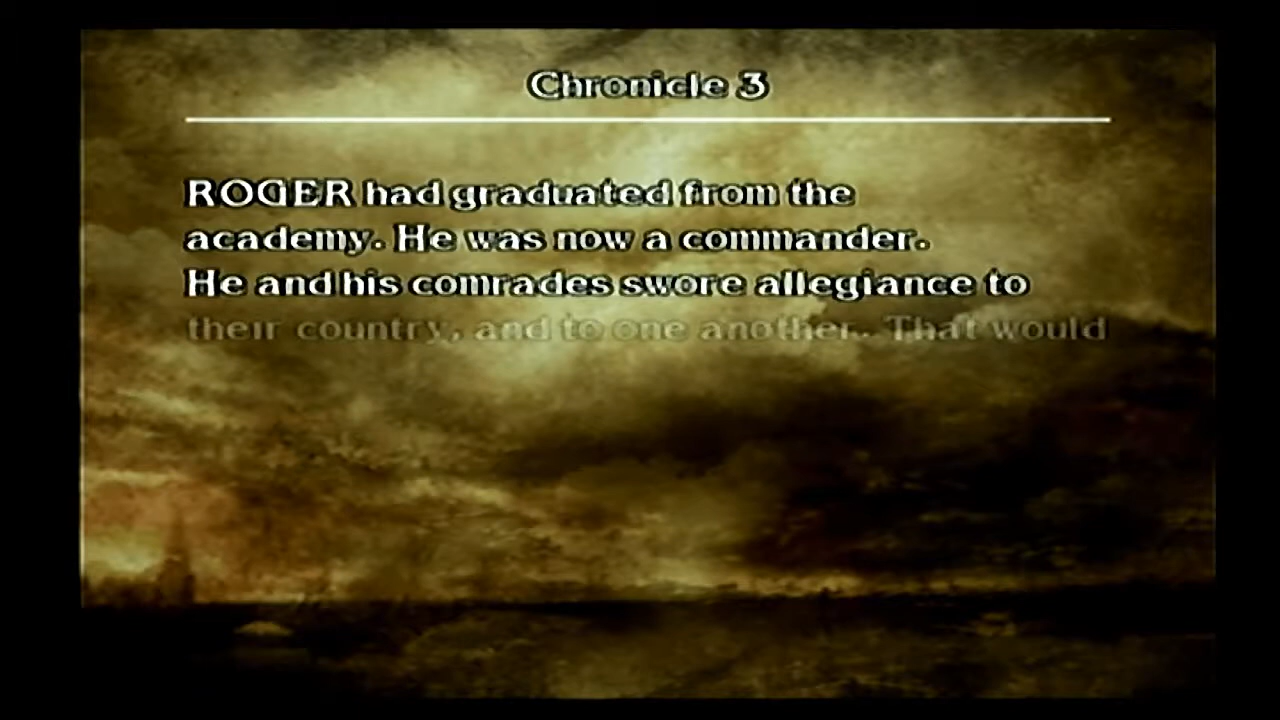 Chronicle 3
ROGER had graduated from the
academy. He was now a commander.
He and his comrades swore allegiance to
their country, and to one another. That would